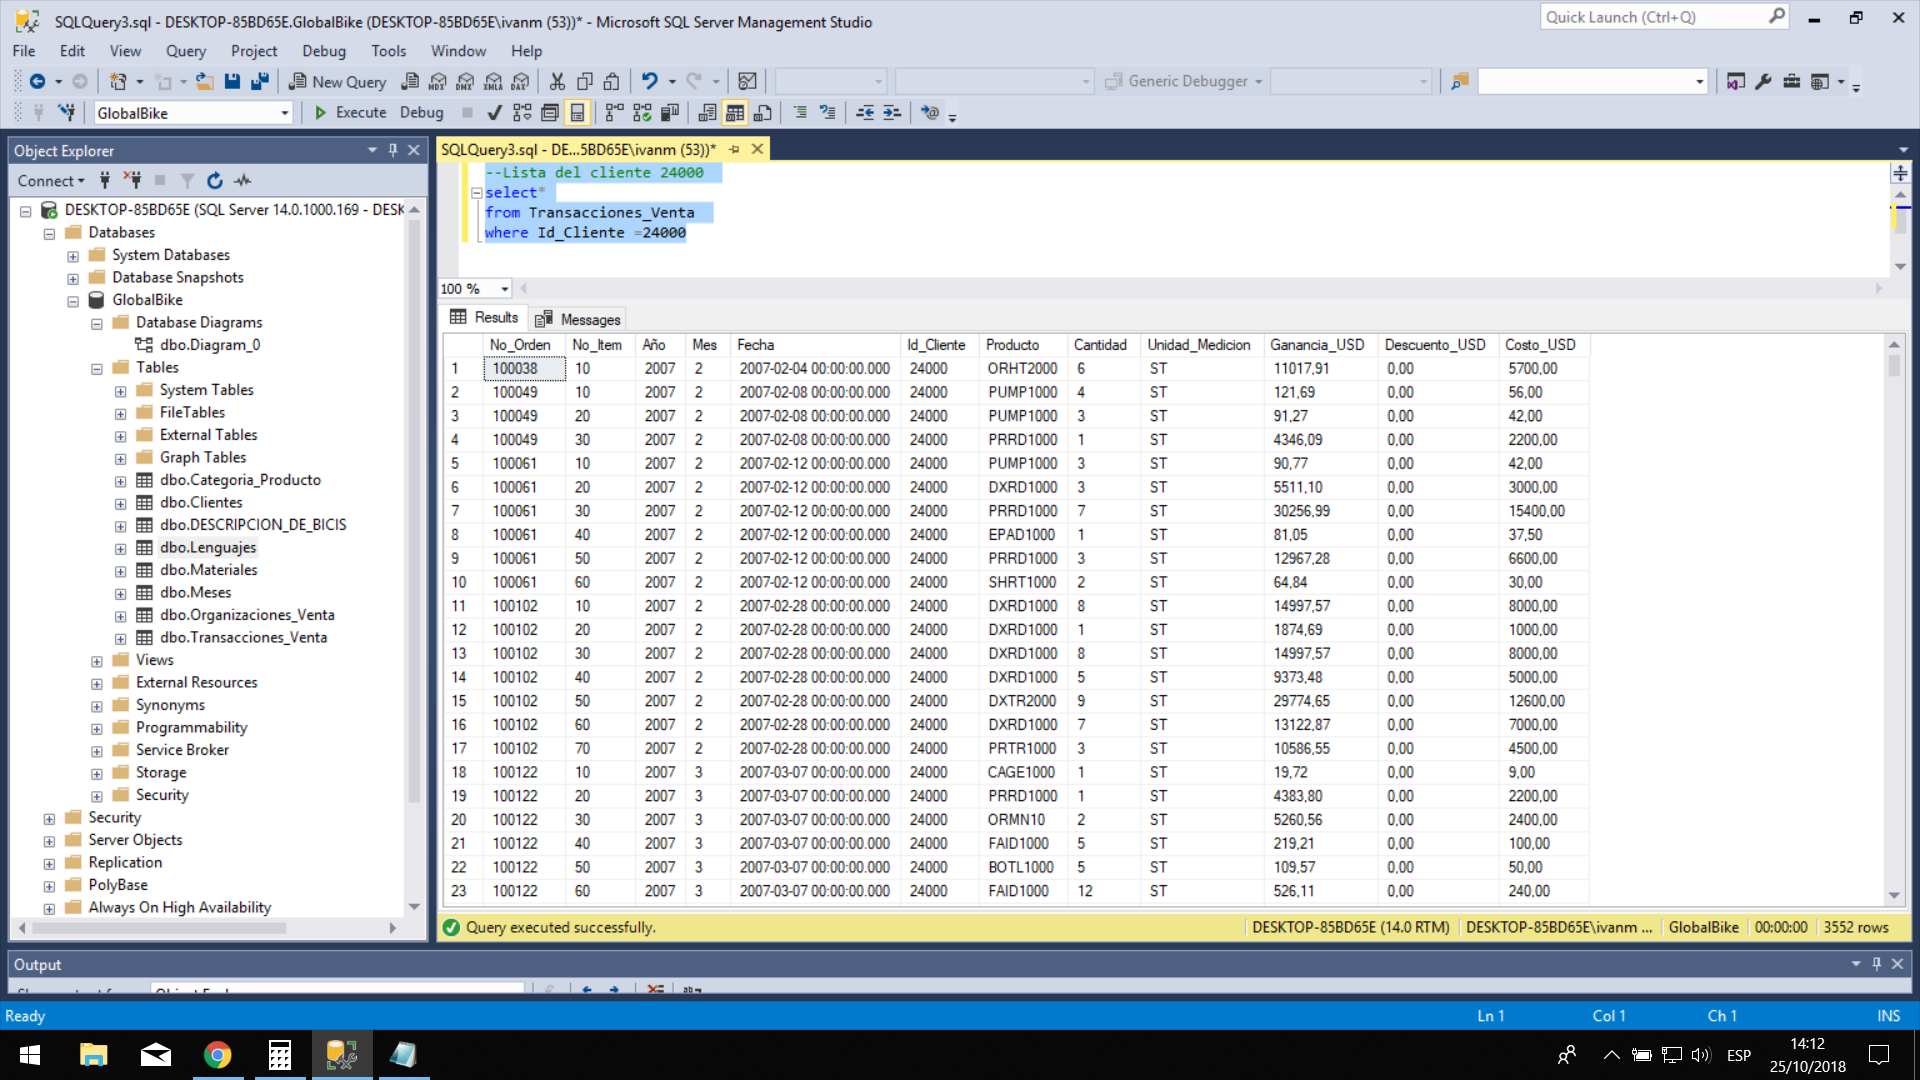 SQLQuery3.sql - DESKTOP-85BD65E.GlobalBike (DESKTOP-85BD65E\ivanm (53))* - Microsoft SQL Server Management Studio
Quick Launch (Ctrl+Q)
File Edit View Query Project Debug Tools Window Help
New Query MDX DMX XMLA DAX Generic Debugger
GlobalBike Execute Debug
Object Explorer
Connect
DESKTOP-85BD65E (SQL Server 14.0.1000.169 - DESK
Databases
System Databases
Database Snapshots
GlobalBike
Database Diagrams
dbo.Diagram_0
Tables
System Tables
FileTables
External Tables
Graph Tables
dbo.Categoria_Producto
dbo.Clientes
dbo.DESCRIPCION_DE_BICIS
dbo.Lenguajes
dbo.Materiales
dbo.Meses
dbo.Organizaciones_Venta
dbo.Transacciones_Venta
Views
External Resources
Synonyms
Programmability
Service Broker
Storage
Security
Security
Server Objects
Replication
PolyBase
Always On High Availability
SQLQuery3.sql - DE...5BD65E\ivanm (53))*
--Lista del cliente 24000
select*
from Transacciones_Venta
where Id_Cliente =24000
100 %
Results Messages
No_Orden No_Item Año Mes Fecha Id_Cliente Producto Cantidad Unidad_Medicion Ganancia_USD Descuento_USD Costo_USD
1 100038 10 2007 2 2007-02-04 00:00:00.000 24000 ORHT2000 6 ST 11017,91 0,00 5700,00
2 100049 10 2007 2 2007-02-08 00:00:00.000 24000 PUMP1000 4 ST 121,69 0,00 56,00
3 100049 20 2007 2 2007-02-08 00:00:00.000 24000 PUMP1000 3 ST 91,27 0,00 42,00
4 100049 30 2007 2 2007-02-08 00:00:00.000 24000 PRRD1000 1 ST 4346,09 0,00 2200,00
5 100061 10 2007 2 2007-02-12 00:00:00.000 24000 PUMP1000 3 ST 90,77 0,00 42,00
6 100061 20 2007 2 2007-02-12 00:00:00.000 24000 DXRD1000 3 ST 5511,10 0,00 3000,00
7 100061 30 2007 2 2007-02-12 00:00:00.000 24000 PRRD1000 7 ST 30256,99 0,00 15400,00
8 100061 40 2007 2 2007-02-12 00:00:00.000 24000 EPAD1000 1 ST 81,05 0,00 37,50
9 100061 50 2007 2 2007-02-12 00:00:00.000 24000 PRRD1000 3 ST 12967,28 0,00 6600,00
10 100061 60 2007 2 2007-02-12 00:00:00.000 24000 SHRT1000 2 ST 64,84 0,00 30,00
11 100102 10 2007 2 2007-02-28 00:00:00.000 24000 DXRD1000 8 ST 14997,57 0,00 8000,00
12 100102 20 2007 2 2007-02-28 00:00:00.000 24000 DXRD1000 1 ST 1874,69 0,00 1000,00
13 100102 30 2007 2 2007-02-28 00:00:00.000 24000 DXRD1000 8 ST 14997,57 0,00 8000,00
14 100102 40 2007 2 2007-02-28 00:00:00.000 24000 DXRD1000 5 ST 9373,48 0,00 5000,00
15 100102 50 2007 2 2007-02-28 00:00:00.000 24000 DXTR2000 9 ST 29774,65 0,00 12600,00
16 100102 60 2007 2 2007-02-28 00:00:00.000 24000 DXRD1000 7 ST 13122,87 0,00 7000,00
17 100102 70 2007 2 2007-02-28 00:00:00.000 24000 PRTR1000 3 ST 10586,55 0,00 4500,00
18 100122 10 2007 3 2007-03-07 00:00:00.000 24000 CAGE1000 1 ST 19,72 0,00 9,00
19 100122 20 2007 3 2007-03-07 00:00:00.000 24000 PRRD1000 1 ST 4383,80 0,00 2200,00
20 100122 30 2007 3 2007-03-07 00:00:00.000 24000 ORMN10 2 ST 5260,56 0,00 2400,00
21 100122 40 2007 3 2007-03-07 00:00:00.000 24000 FAID1000 5 ST 219,21 0,00 100,00
22 100122 50 2007 3 2007-03-07 00:00:00.000 24000 BOTL1000 5 ST 109,57 0,00 50,00
23 100122 60 2007 3 2007-03-07 00:00:00.000 24000 FAID1000 12 ST 526,11 0,00 240,00
Query executed successfully. DESKTOP-85BD65E (14.0 RTM) DESKTOP-85BD65E\ivanm ... GlobalBike 00:00:00 3552 rows
Output
Ready Ln 1 Col 1 Ch 1 INS
ESP
14:12
25/10/2018